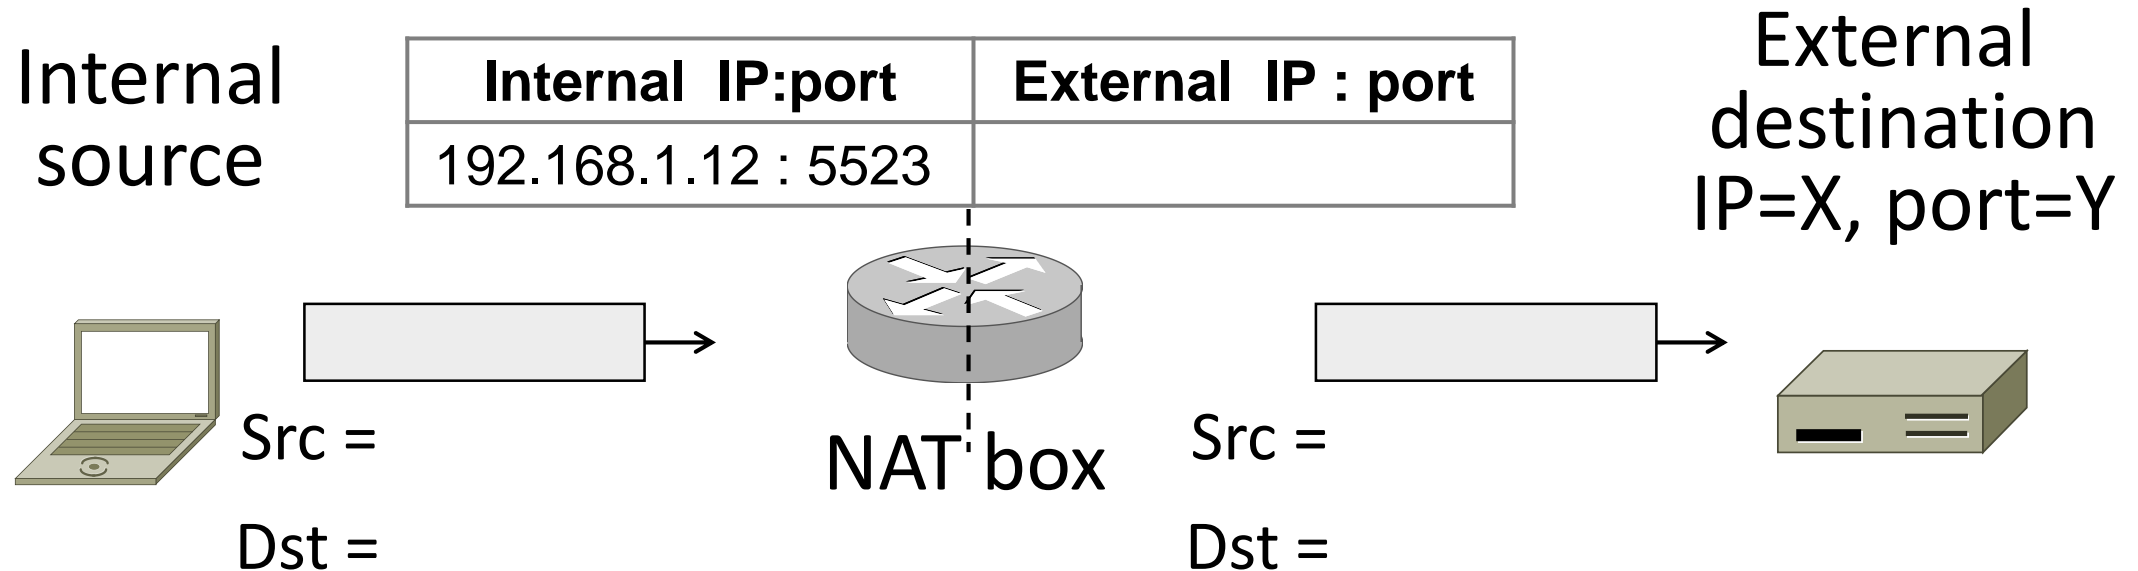 Internal
source
Internal IP:port
External IP : port
192.168.1.12 : 5523
External
destination
IP=X, port=Y
Src =
Dst =
NAT box
Src =
Dst =